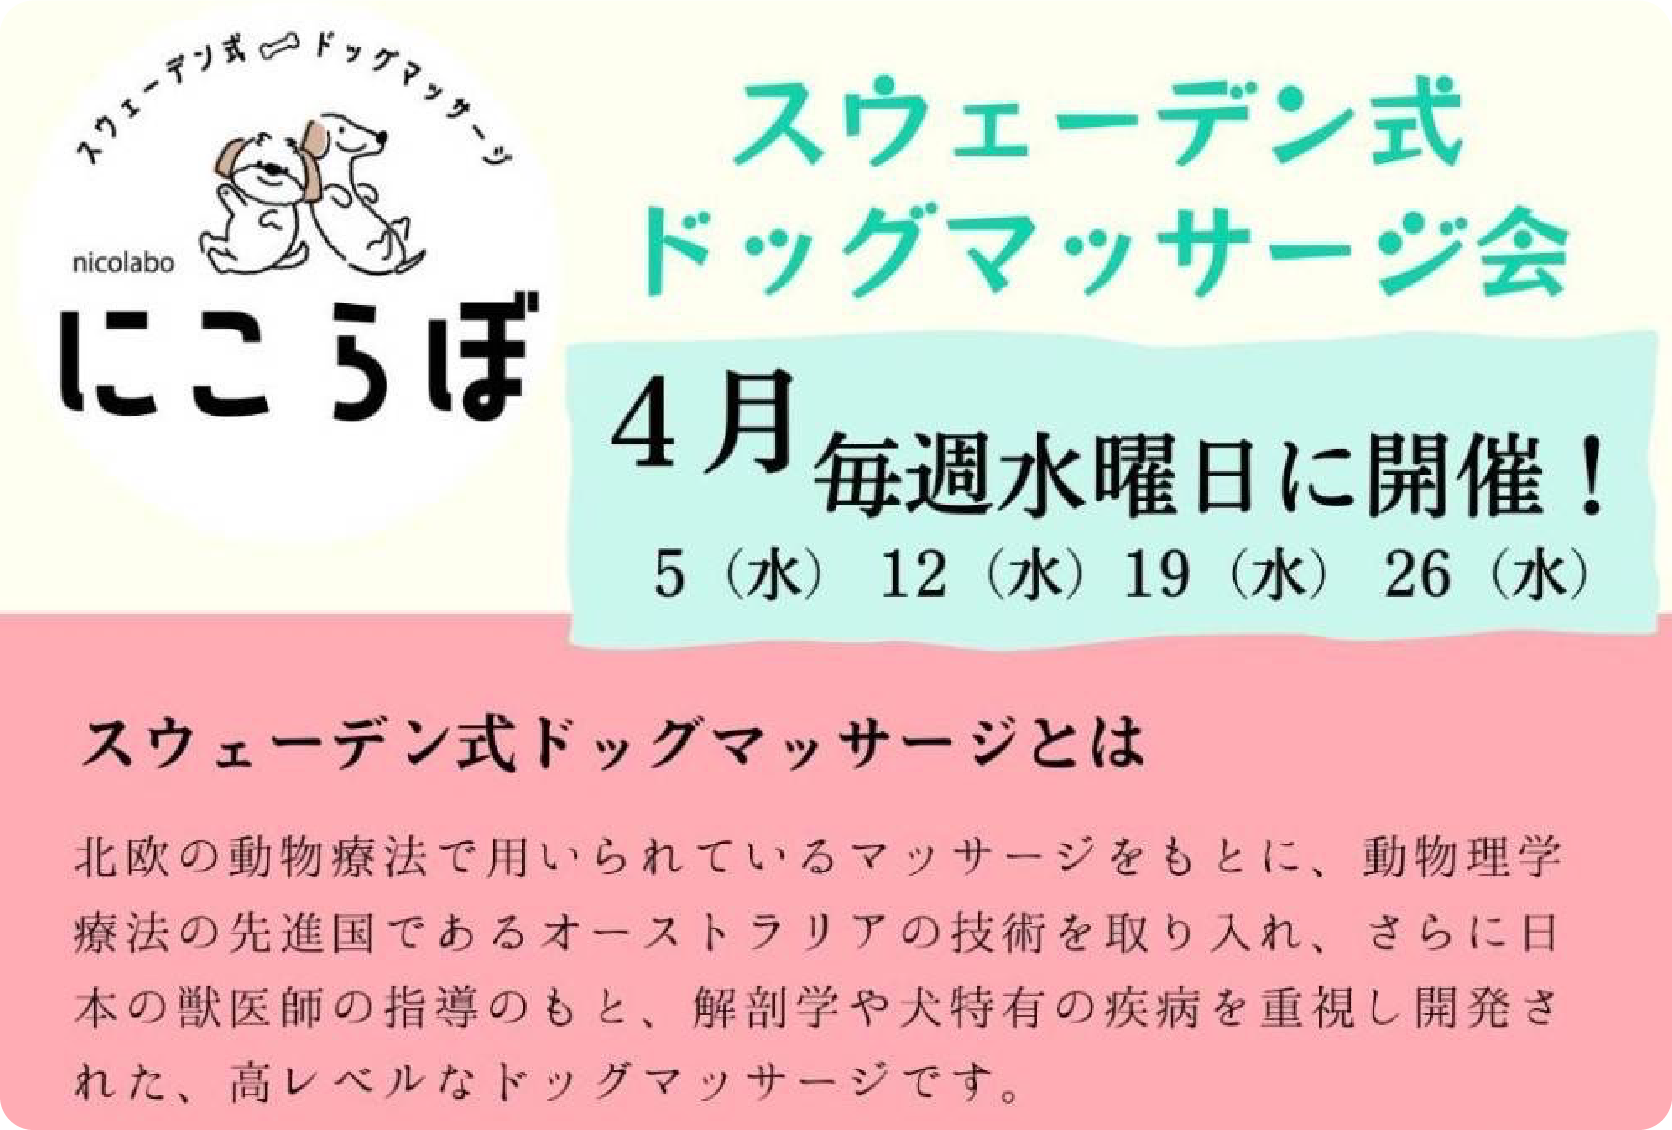 スウェーデン式 ドッグマッサージ
nicolabo
にこらぼ
スウェーデン式
ドッグマッサージ会
4月 毎週水曜日に開催！
5（水） 12（水） 19（水） 26（水）
スウェーデン式ドッグマッサージとは
北欧の動物療法で用いられているマッサージをもとに、動物理学
療法の先進国であるオーストラリアの技術を取り入れ、さらに日
本の獣医師の指導のもと、解剖学や犬特有の疾病を重視し開発さ
れた、高レベルなドッグマッサージです。